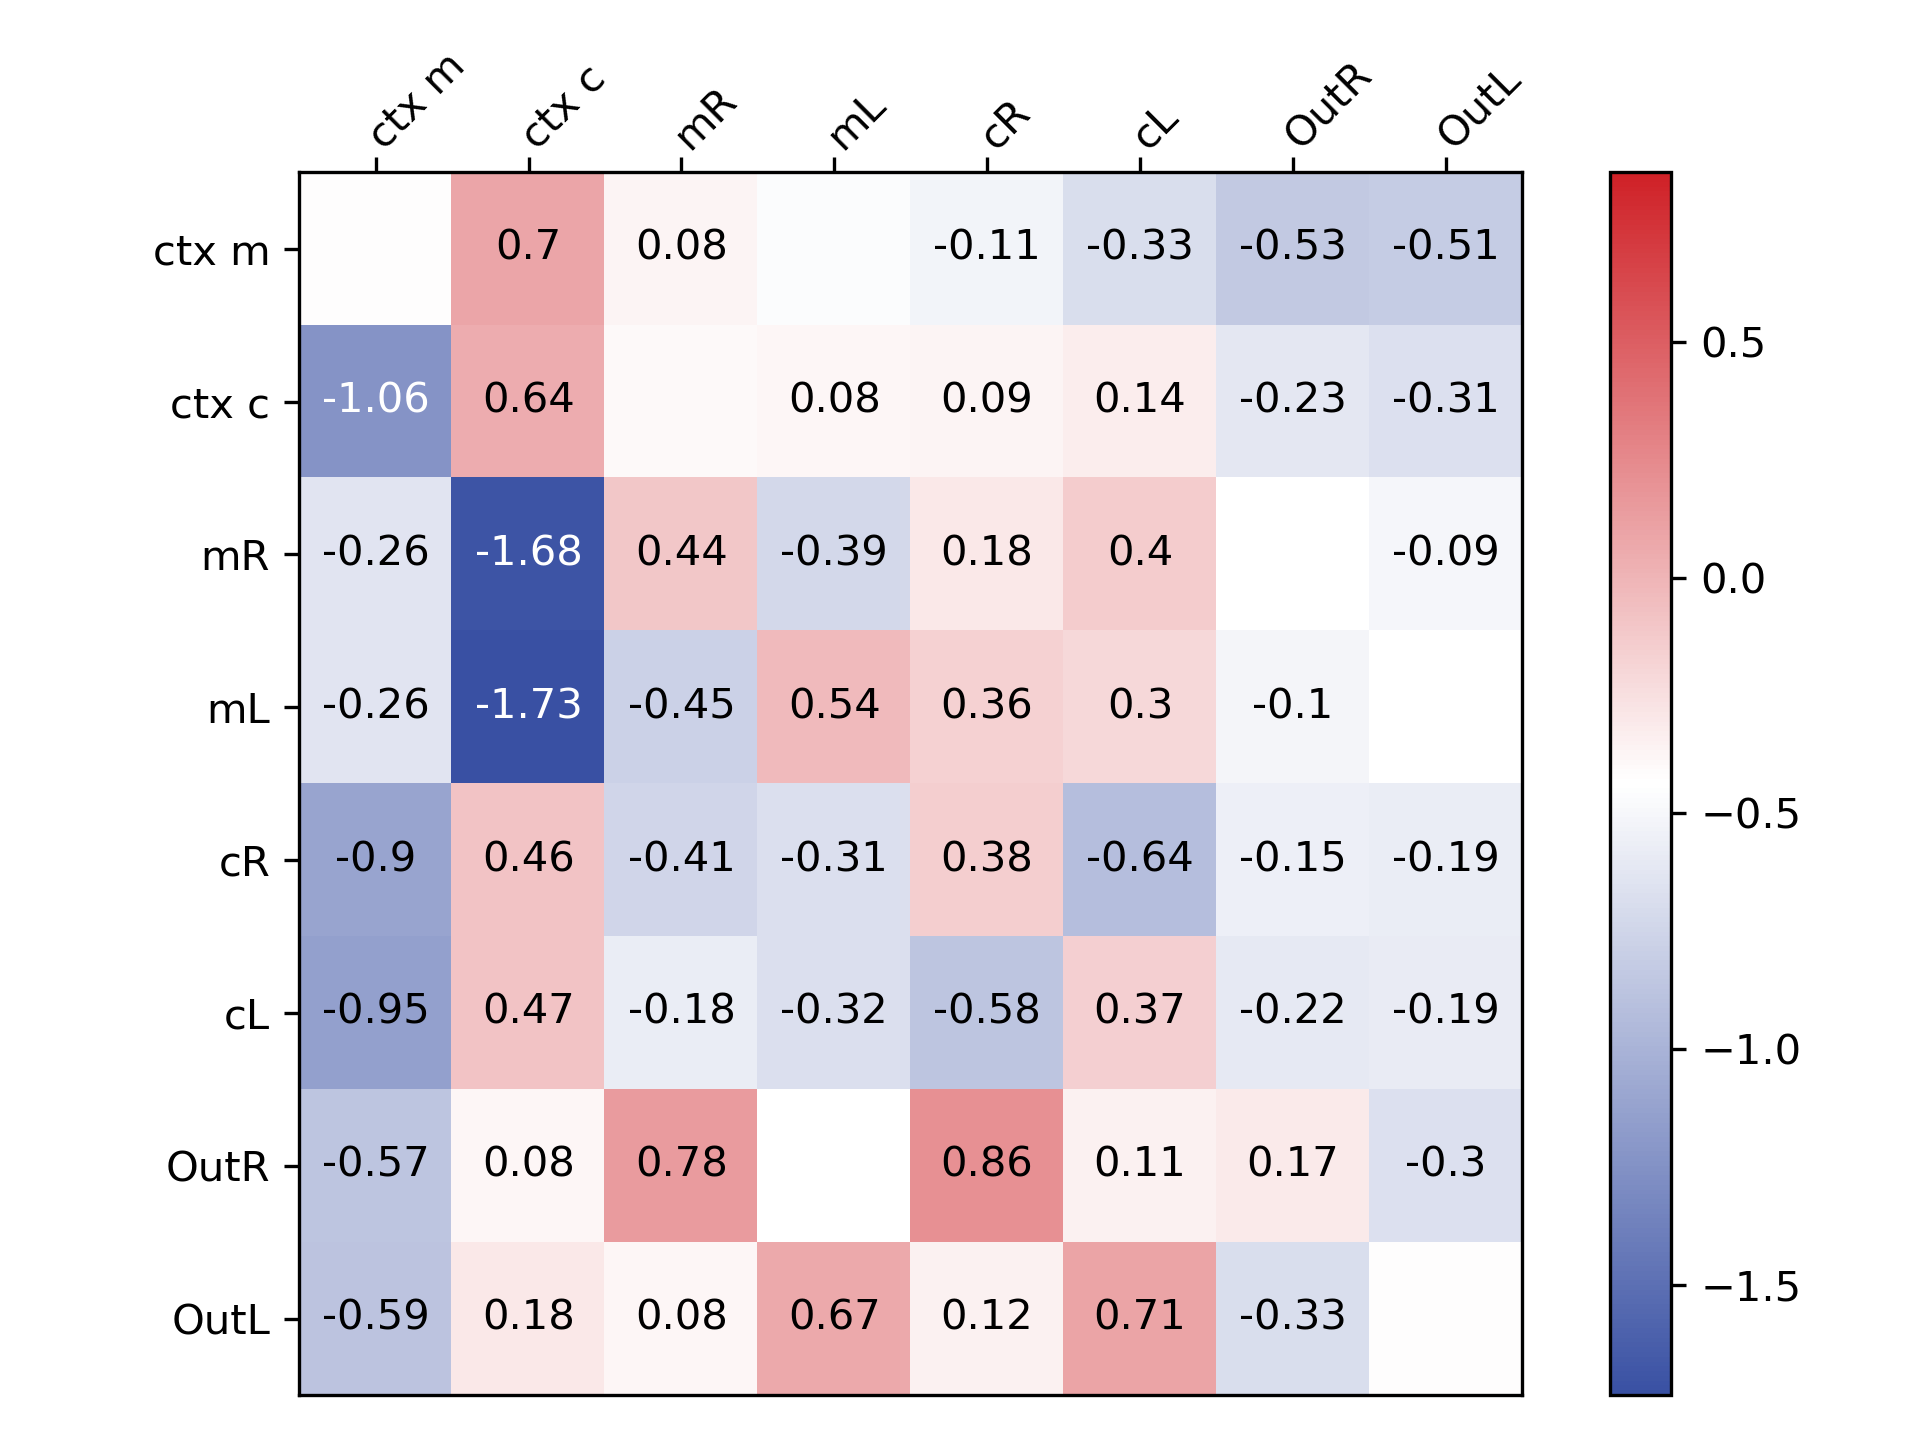 ctx m ctx c mR mL cR cL OutR OutL
ctx m 0.7 0.08 -0.11 -0.33 -0.53 -0.51
ctx c -1.06 0.64 0.08 0.09 0.14 -0.23 -0.31
mR -0.26 -1.68 0.44 -0.39 0.18 0.4 -0.09
mL -0.26 -1.73 -0.45 0.54 0.36 0.3 -0.1
cR -0.9 0.46 -0.41 -0.31 0.38 -0.64 -0.15 -0.19
cL -0.95 0.47 -0.18 -0.32 -0.58 0.37 -0.22 -0.19
OutR -0.57 0.08 0.78 0.86 0.11 0.17 -0.3
OutL -0.59 0.18 0.08 0.67 0.12 0.71 -0.33
0.5
0.0
−0.5
−1.0
−1.5